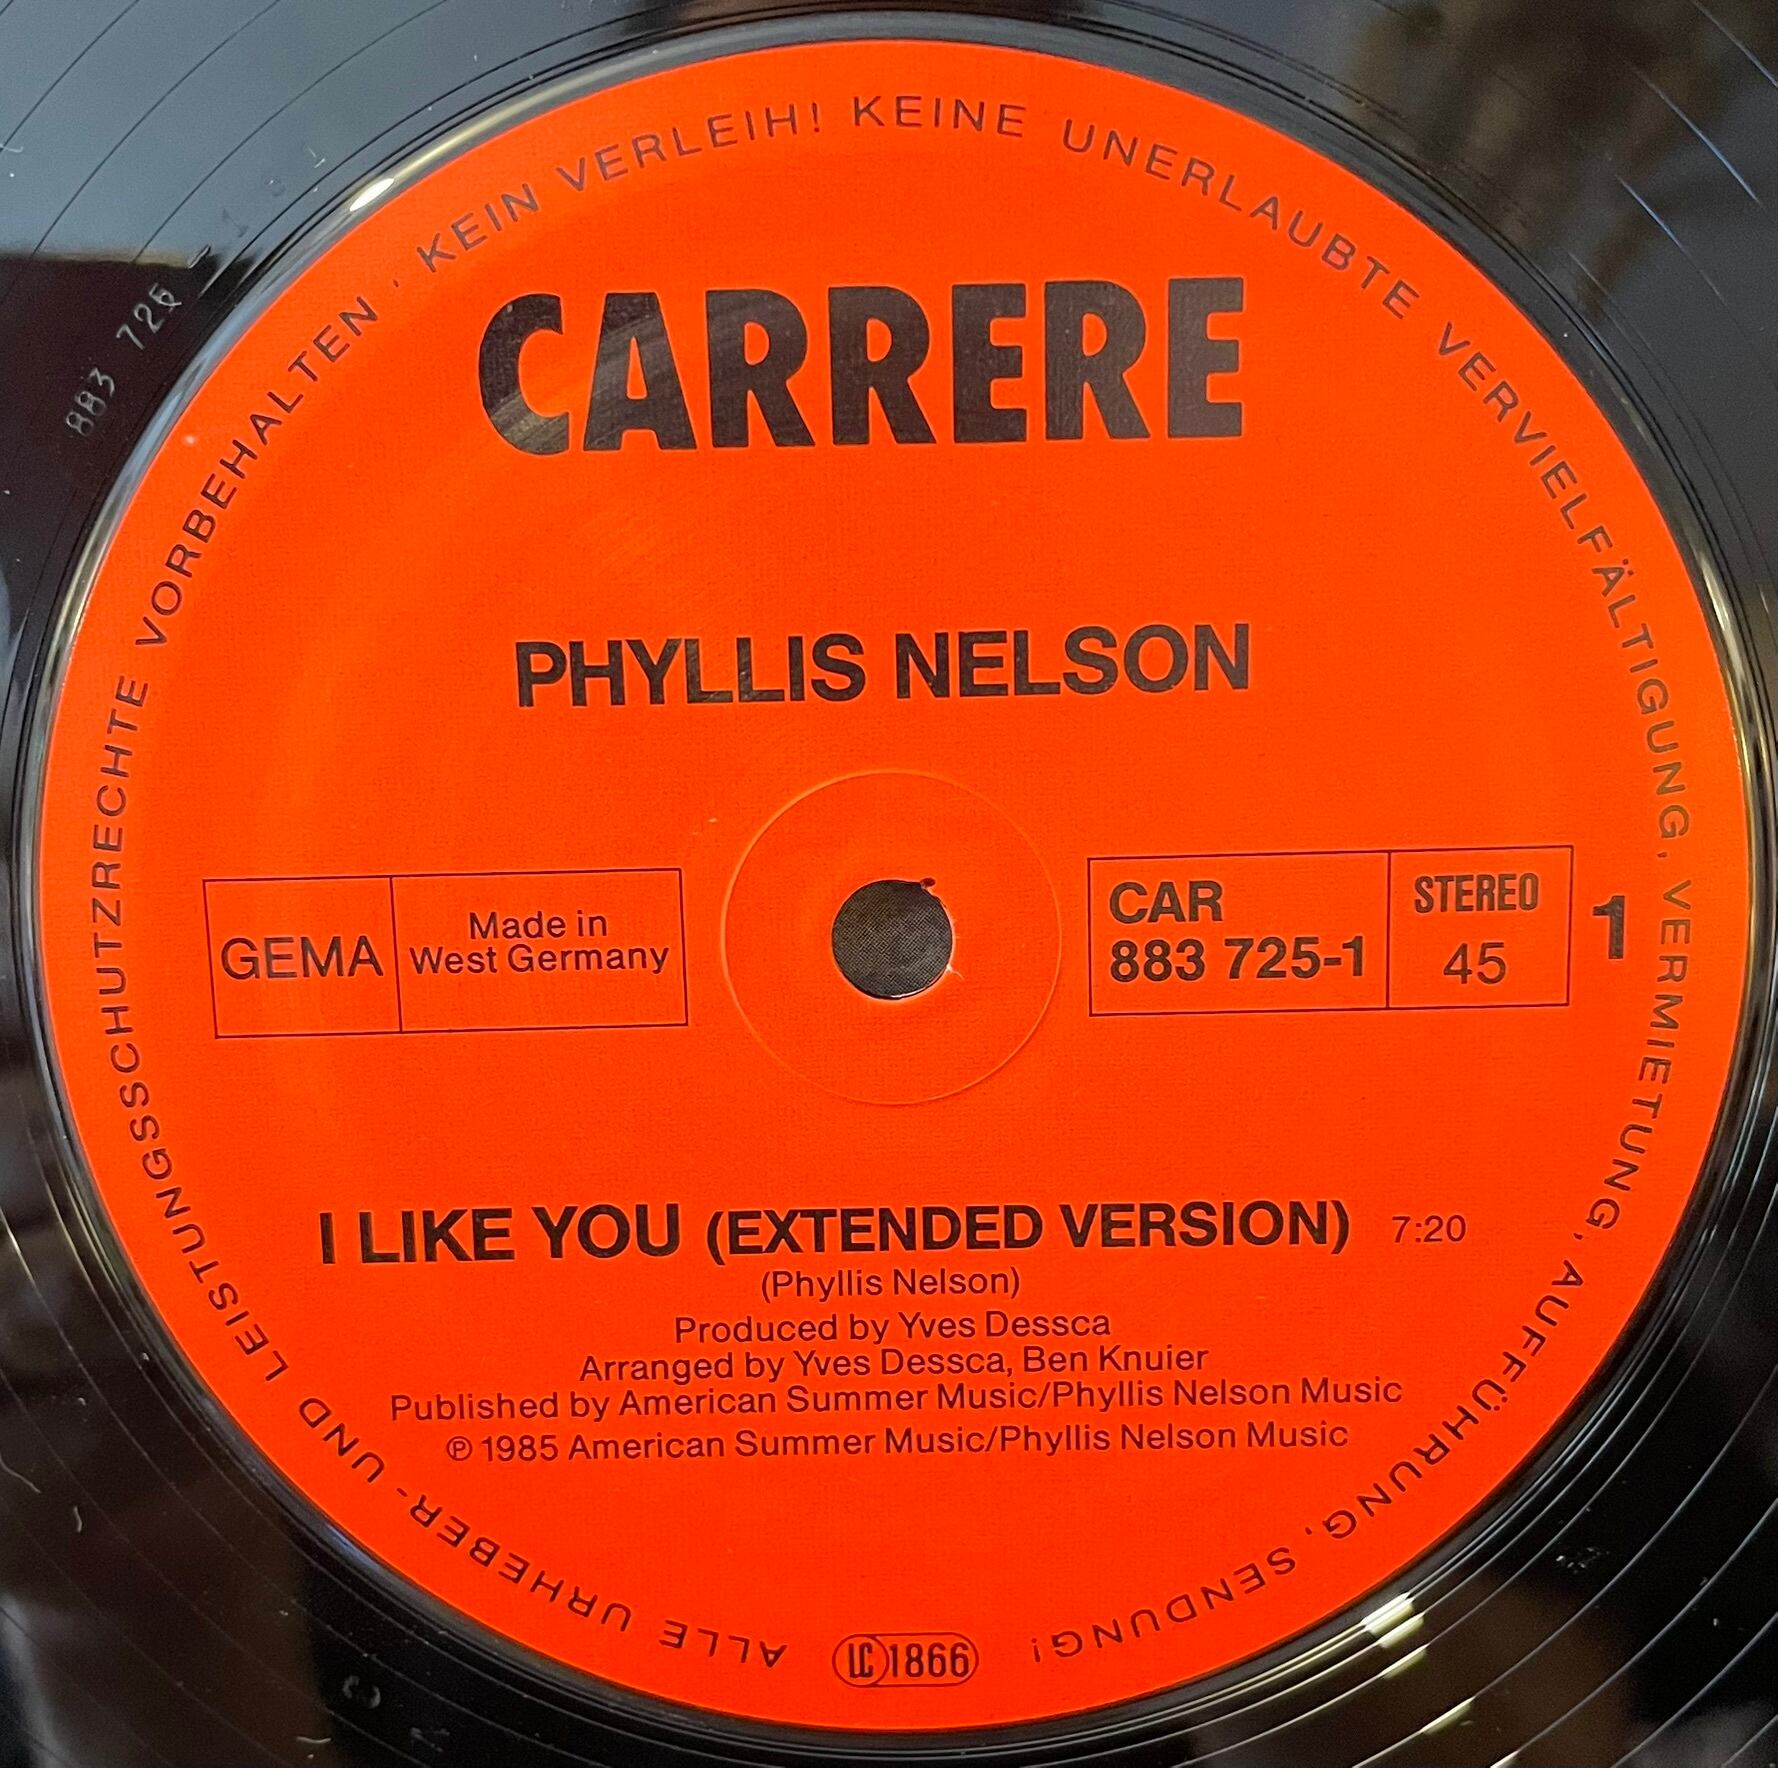 CARRERE
PHYLLIS NELSON
GEMA
Made in
West Germany
CAR
883 725-1
STEREO
45
1
I LIKE YOU (EXTENDED VERSION) 7:20
(Phyllis Nelson)
Produced by Yves Dessca
Arranged by Yves Dessca, Ben Knuier
Published by American Summer Music/Phyllis Nelson Music
℗ 1985 American Summer Music/Phyllis Nelson Music
ALLE URHEBER- UND LEISTUNGSSCHUTZRECHTE VORBEHALTEN · KEIN VERLEIH! KEINE UNERLAUBTE VERVIELFÄLTIGUNG, VERMIETUNG, AUFFÜHRUNG, SENDUNG!
LC 1866
883